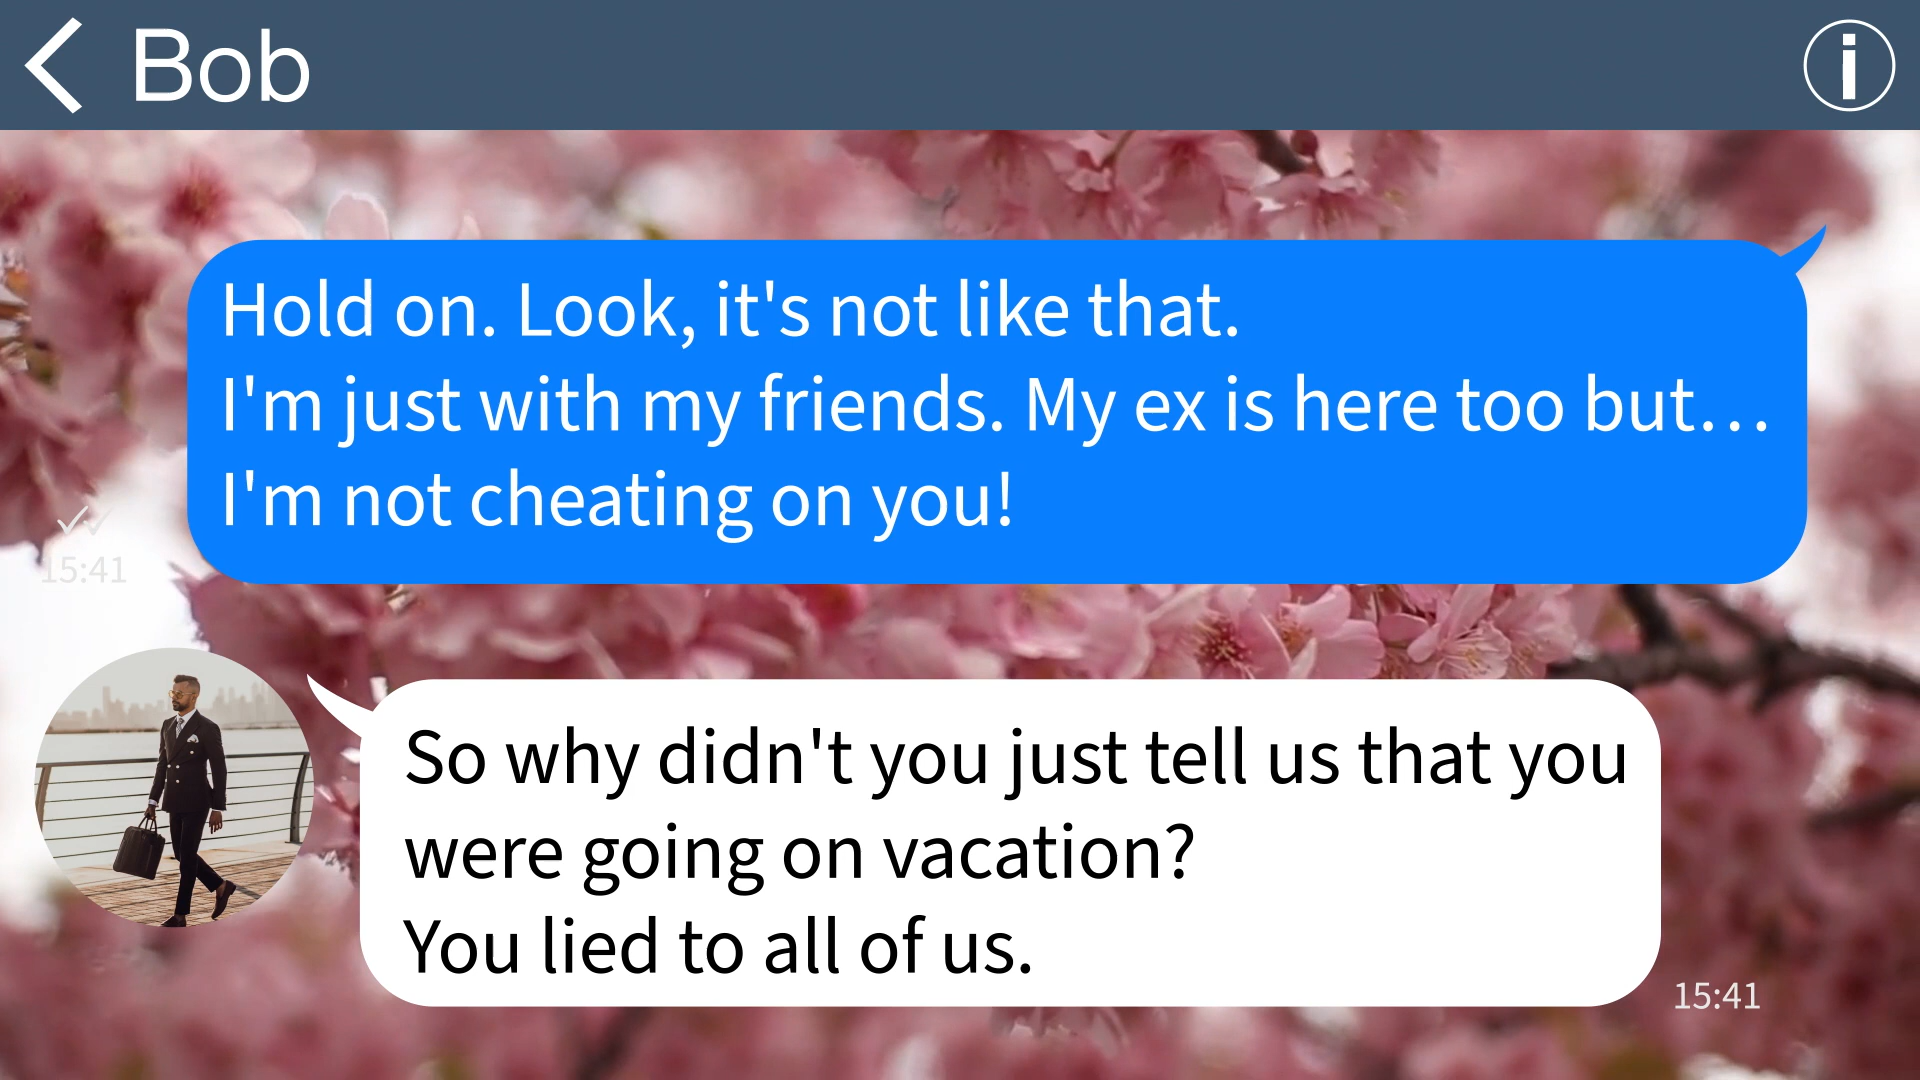 Bob
Hold on. Look, it's not like that.
I'm just with my friends. My ex is here too but…
I'm not cheating on you!
15:41
So why didn't you just tell us that you
were going on vacation?
You lied to all of us.
15:41